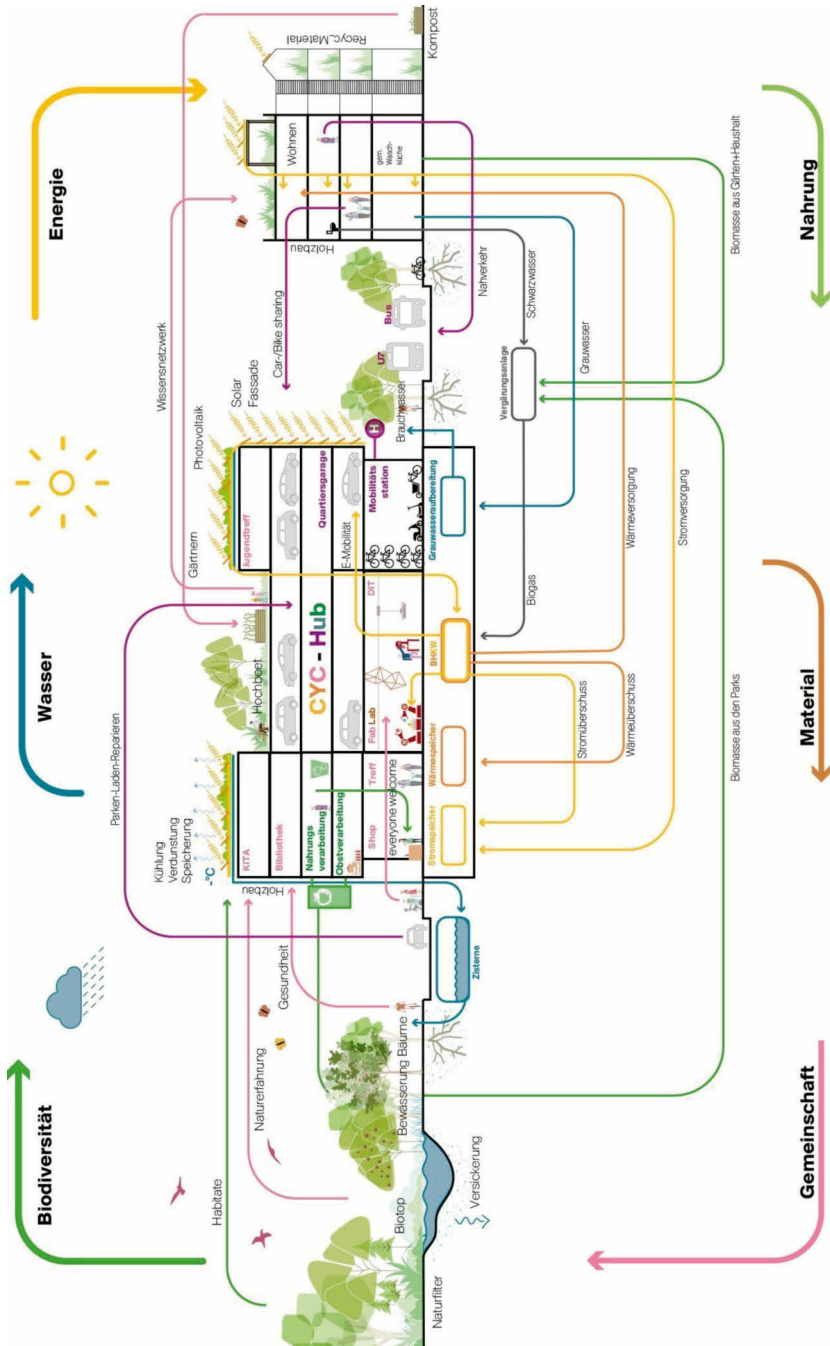 Biodiversität
Wasser
Energie
Habitate
Naturerfahrung
Gesundheit
Parken-Laden-Reparieren
Kühlung
Verdunstung
Speicherung
-°C
Holzbau
Gärtnern
Wissensnetzwerk
Photovoltaik
Solar
Fassade
Car-/Bike sharing
Holzbau
Wohnen
gem.
Wasch-
küche
Recyc_Material
Kompost
Hochbeet
KITA
Bibliothek
Nahrungs
verarbeitung
Obstverarbeitung
Shop
Treff
everyone welcome
CYC - Hub
Fab Lab
DIT
Jugendtreff
Quartiersgarage
E-Mobilität
Mobilitäts
station
H
Brauchwasser
U7
Bus
Nahverkehr
Naturfilter
Biotop
Bewässerung Bäume
Versickerung
Zisterne
Stromspeicher
Wärmespeicher
BHKW
Grauwasseraufbereitung
Vergärungsanlage
Schwarzwasser
Grauwasser
Biogas
Stromüberschuss
Wärmeüberschuss
Wärmeversorgung
Stromversorgung
Biomasse aus den Parks
Biomasse aus Gärten+Haushalt
Gemeinschaft
Material
Nahrung